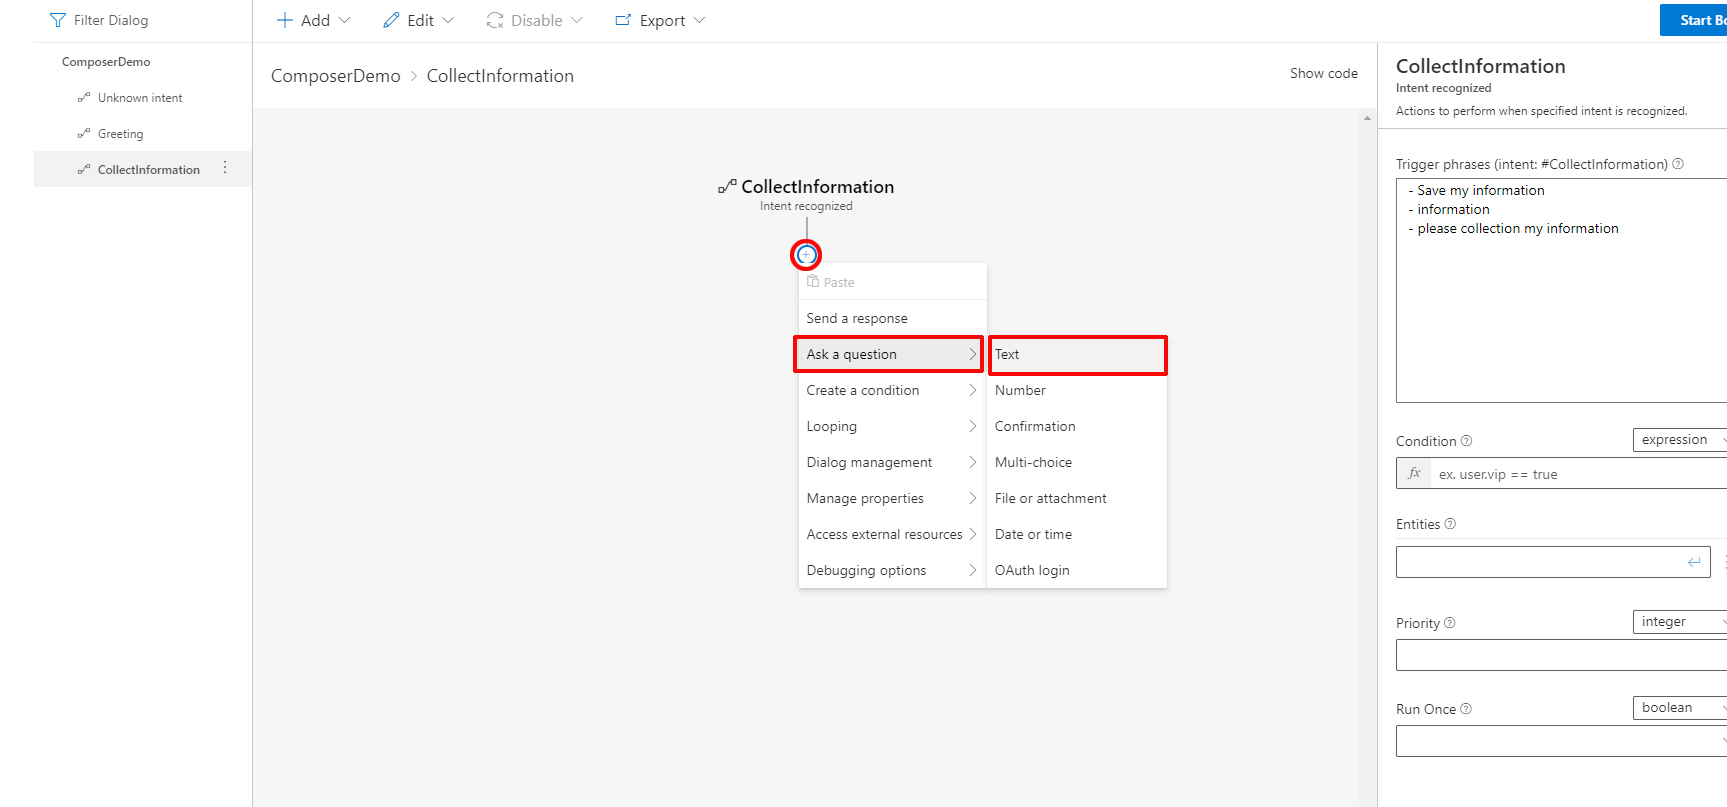 Filter Dialog
Add
Edit
Disable
Export
Start Bo
ComposerDemo
Unknown intent
Greeting
CollectInformation
ComposerDemo > CollectInformation
Show code
CollectInformation
Intent recognized
Paste
Send a response
Ask a question
Create a condition
Looping
Dialog management
Manage properties
Access external resources
Debugging options
Text
Number
Confirmation
Multi-choice
File or attachment
Date or time
OAuth login
CollectInformation
Intent recognized
Actions to perform when specified intent is recognized.
Trigger phrases (intent: #CollectInformation)
- Save my information
- information
- please collection my information
Condition
expression
fx ex. user.vip == true
Entities
Priority
integer
Run Once
boolean